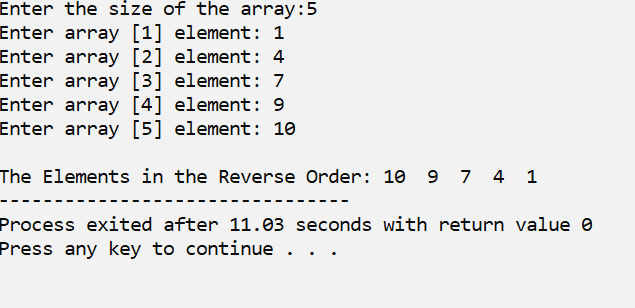 Enter the size of the array:5
Enter array [1] element: 1
Enter array [2] element: 4
Enter array [3] element: 7
Enter array [4] element: 9
Enter array [5] element: 10

The Elements in the Reverse Order: 10  9  7  4  1
--------------------------------
Process exited after 11.03 seconds with return value 0
Press any key to continue . . .